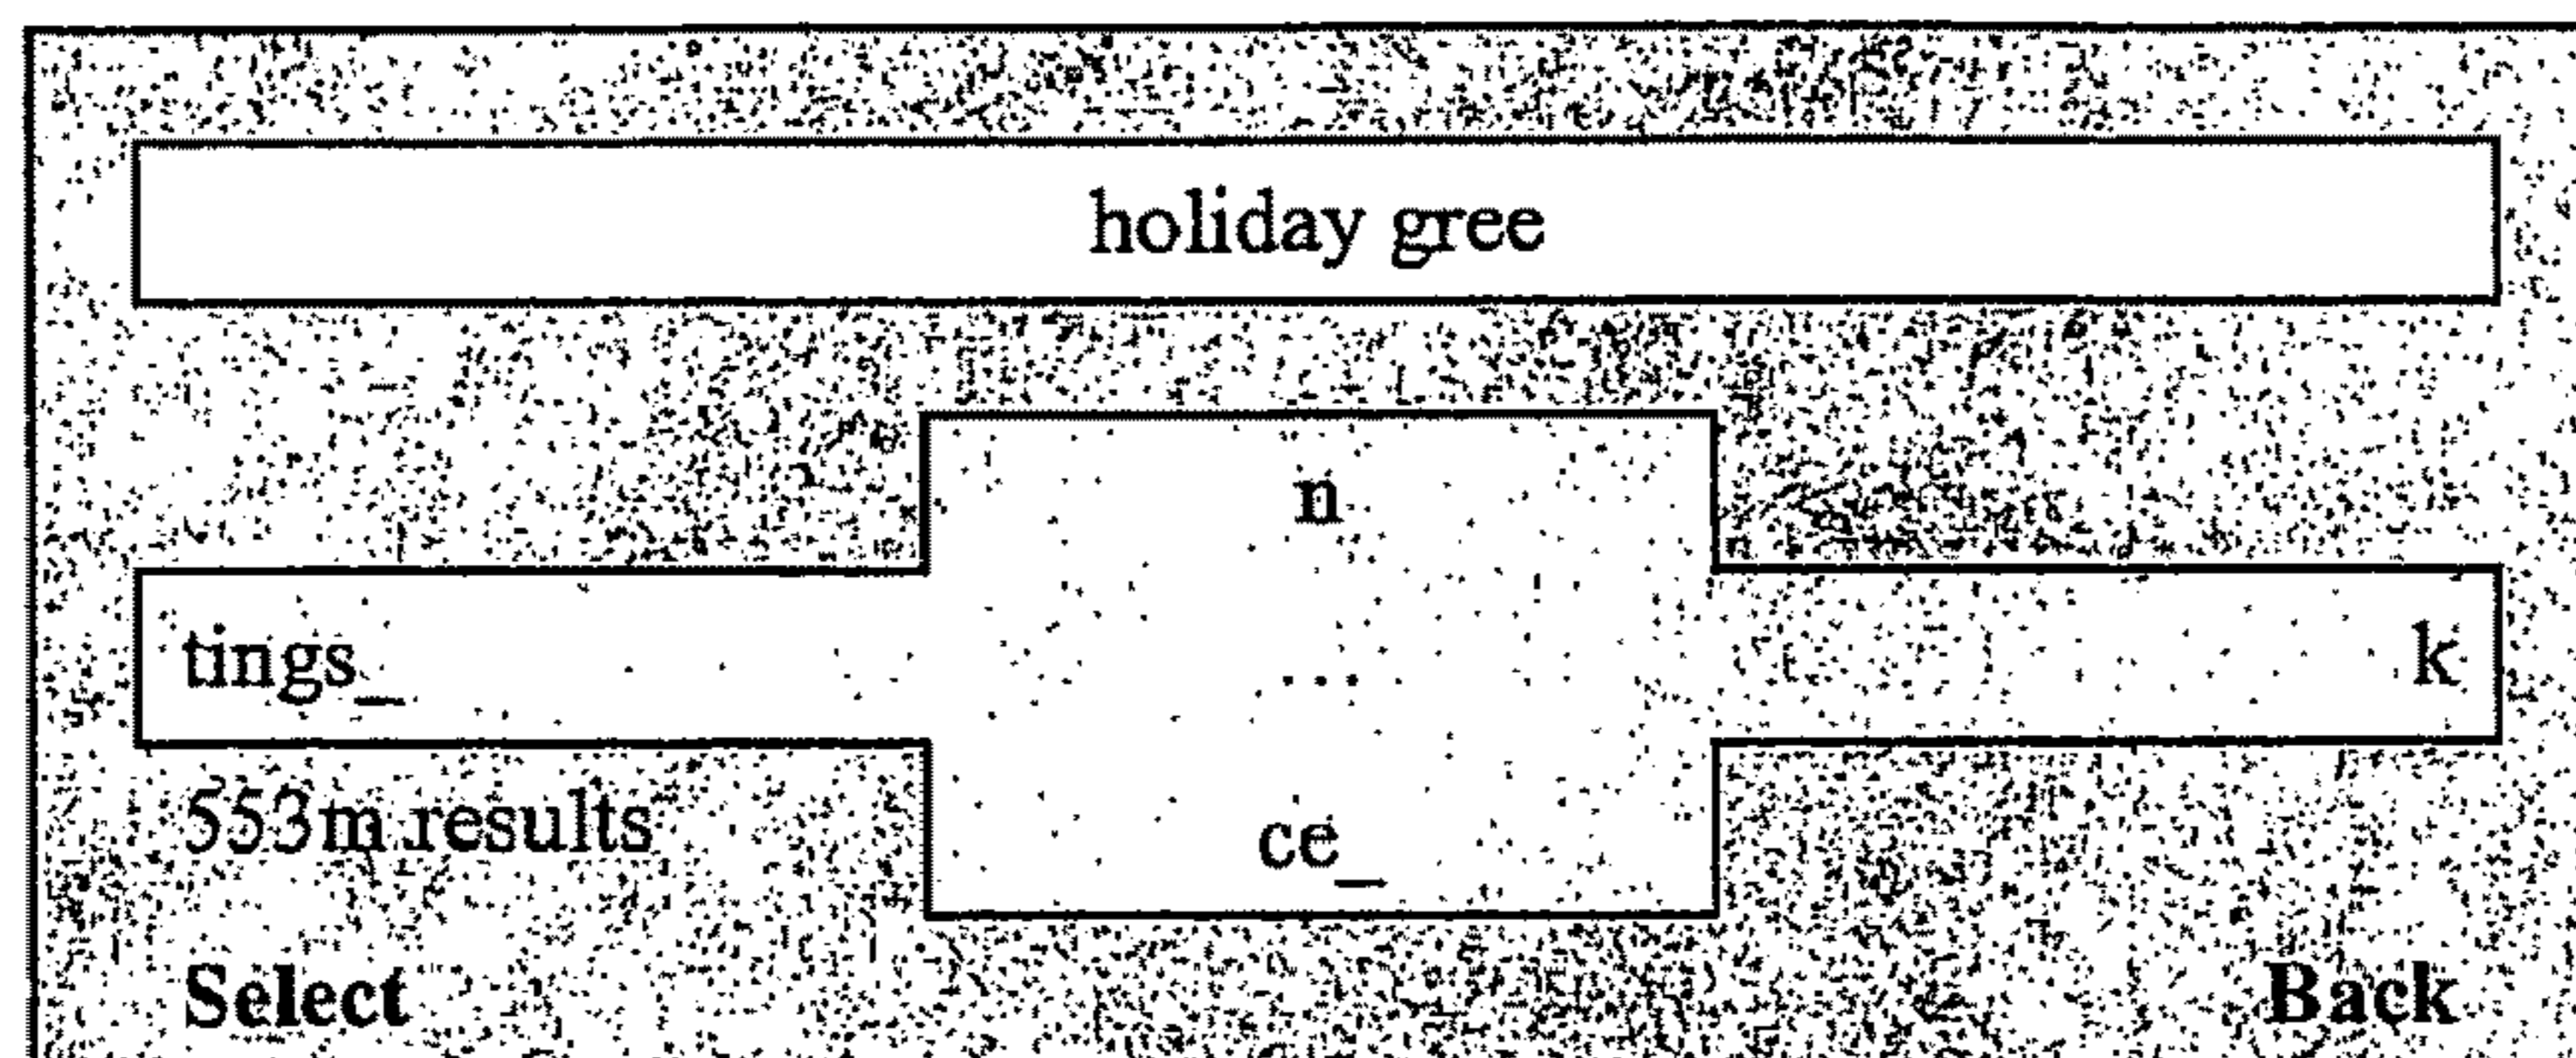 holiday gree
n
tings_ ... k
553m results
ce_
Select Back